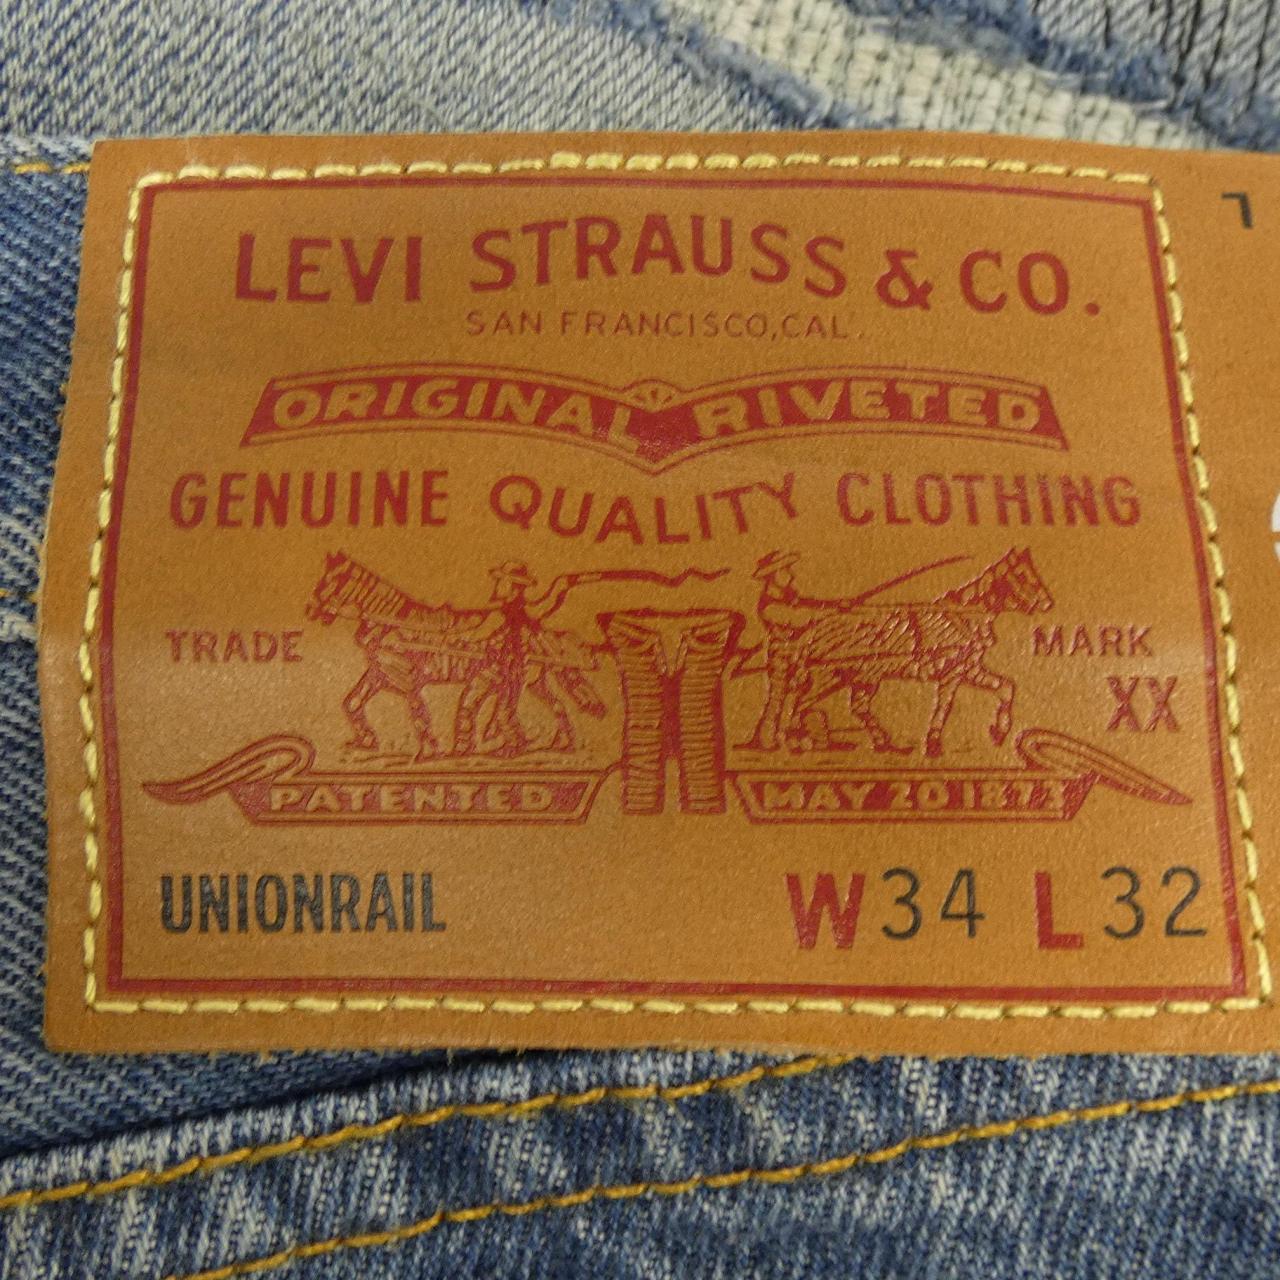 LEVI STRAUSS & CO.
SAN FRANCISCO, CAL.
ORIGINAL RIVETED
GENUINE QUALITY CLOTHING
TRADE MARK
XX
PATENTED MAY 20 1873
UNIONRAIL W34 L32